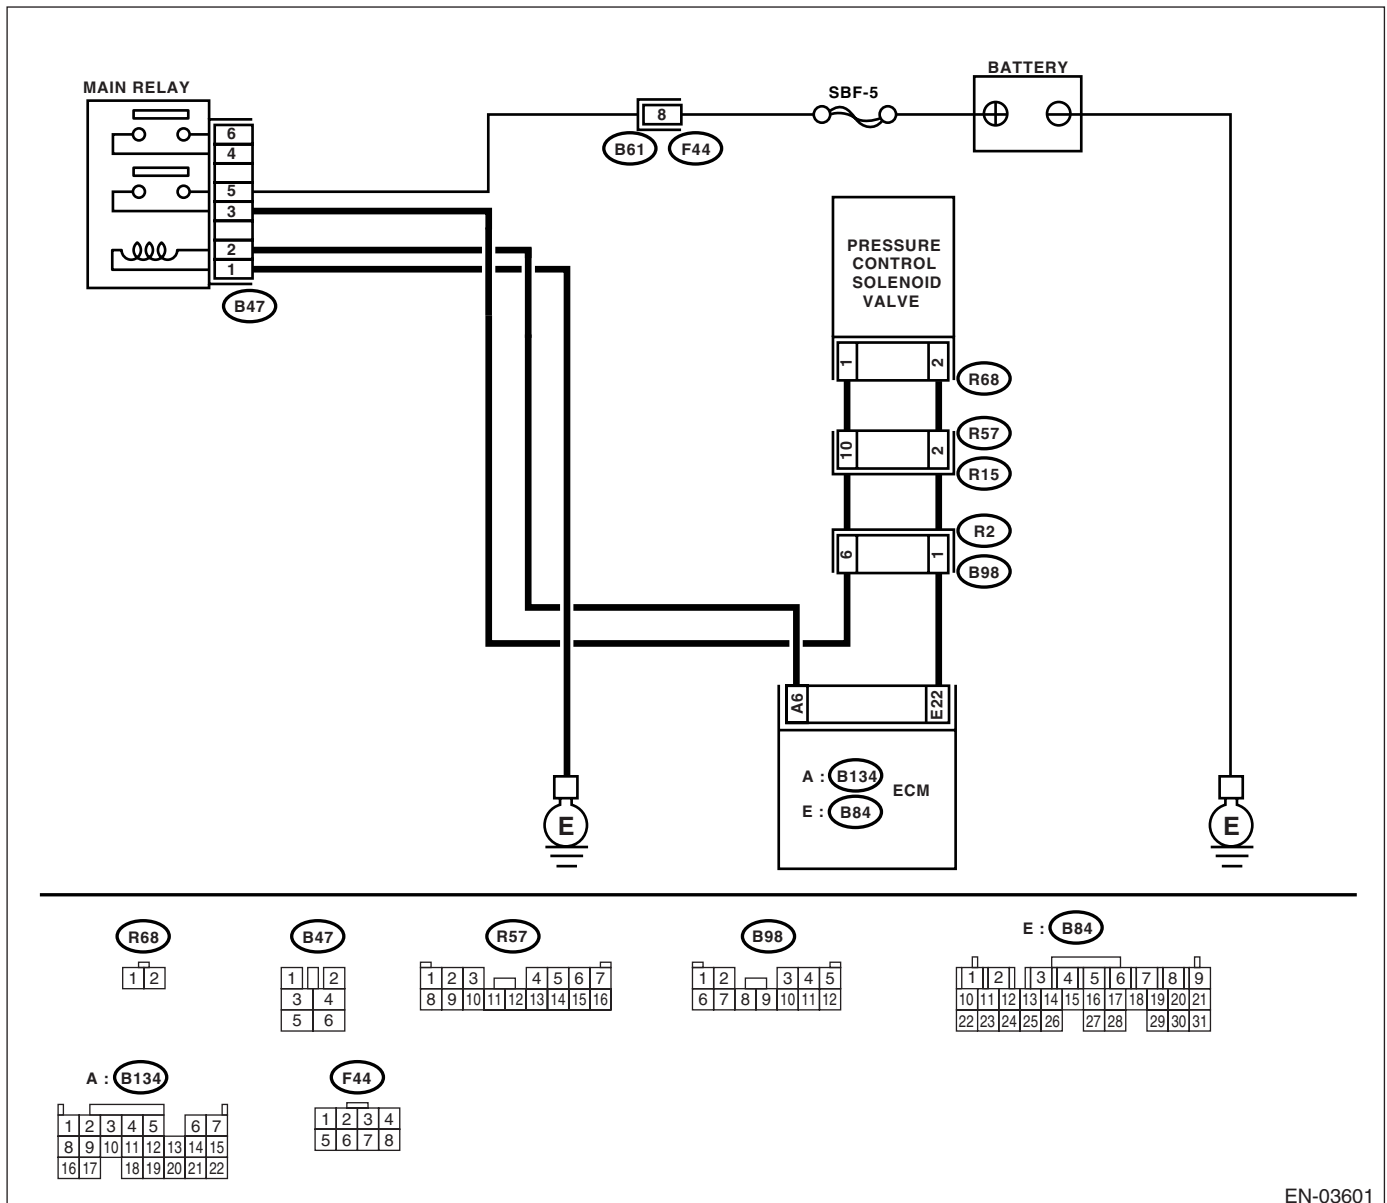 BATTERY
MAIN RELAY
SBF-5
6
4
5
3
2
1
B47
8
B61 F44
PRESSURE
CONTROL
SOLENOID
VALVE
1 2
R68
10 2
R57
R15
6 1
R2
B98
A6 E22
A : B134
E : B84
ECM
E
E
R68
1 2
B47
1 2
3 4
5 6
R57
1 2 3 4 5 6 7
8 9 10 11 12 13 14 15 16
B98
1 2 3 4 5
6 7 8 9 10 11 12
E : B84
1 2 3 4 5 6 7 8 9
10 11 12 13 14 15 16 17 18 19 20 21
22 23 24 25 26 27 28 29 30 31
A : B134
1 2 3 4 5 6 7
8 9 10 11 12 13 14 15
16 17 18 19 20 21 22
F44
1 2 3 4
5 6 7 8
EN-03601